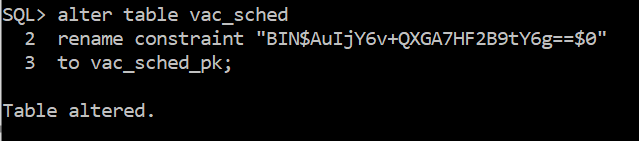 SQL> alter table vac_sched
2 rename constraint "BIN$AuIjY6v+QXGA7HF2B9tY6g==$0"
3 to vac_sched_pk;
Table altered.